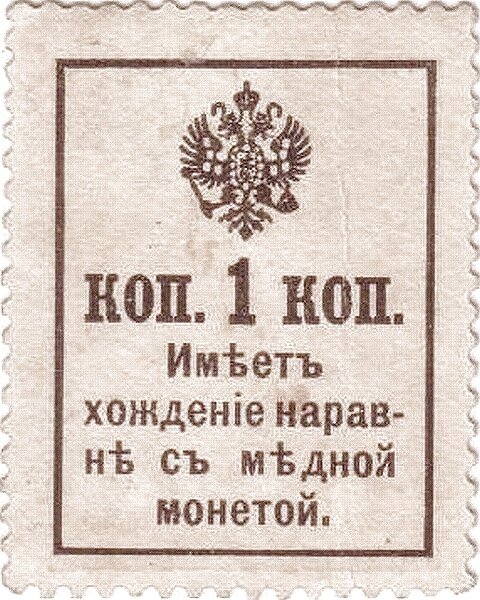 коп. 1 коп.
Имѣетъ
хожденіе нарав-
нѣ съ мѣдной
монетой.